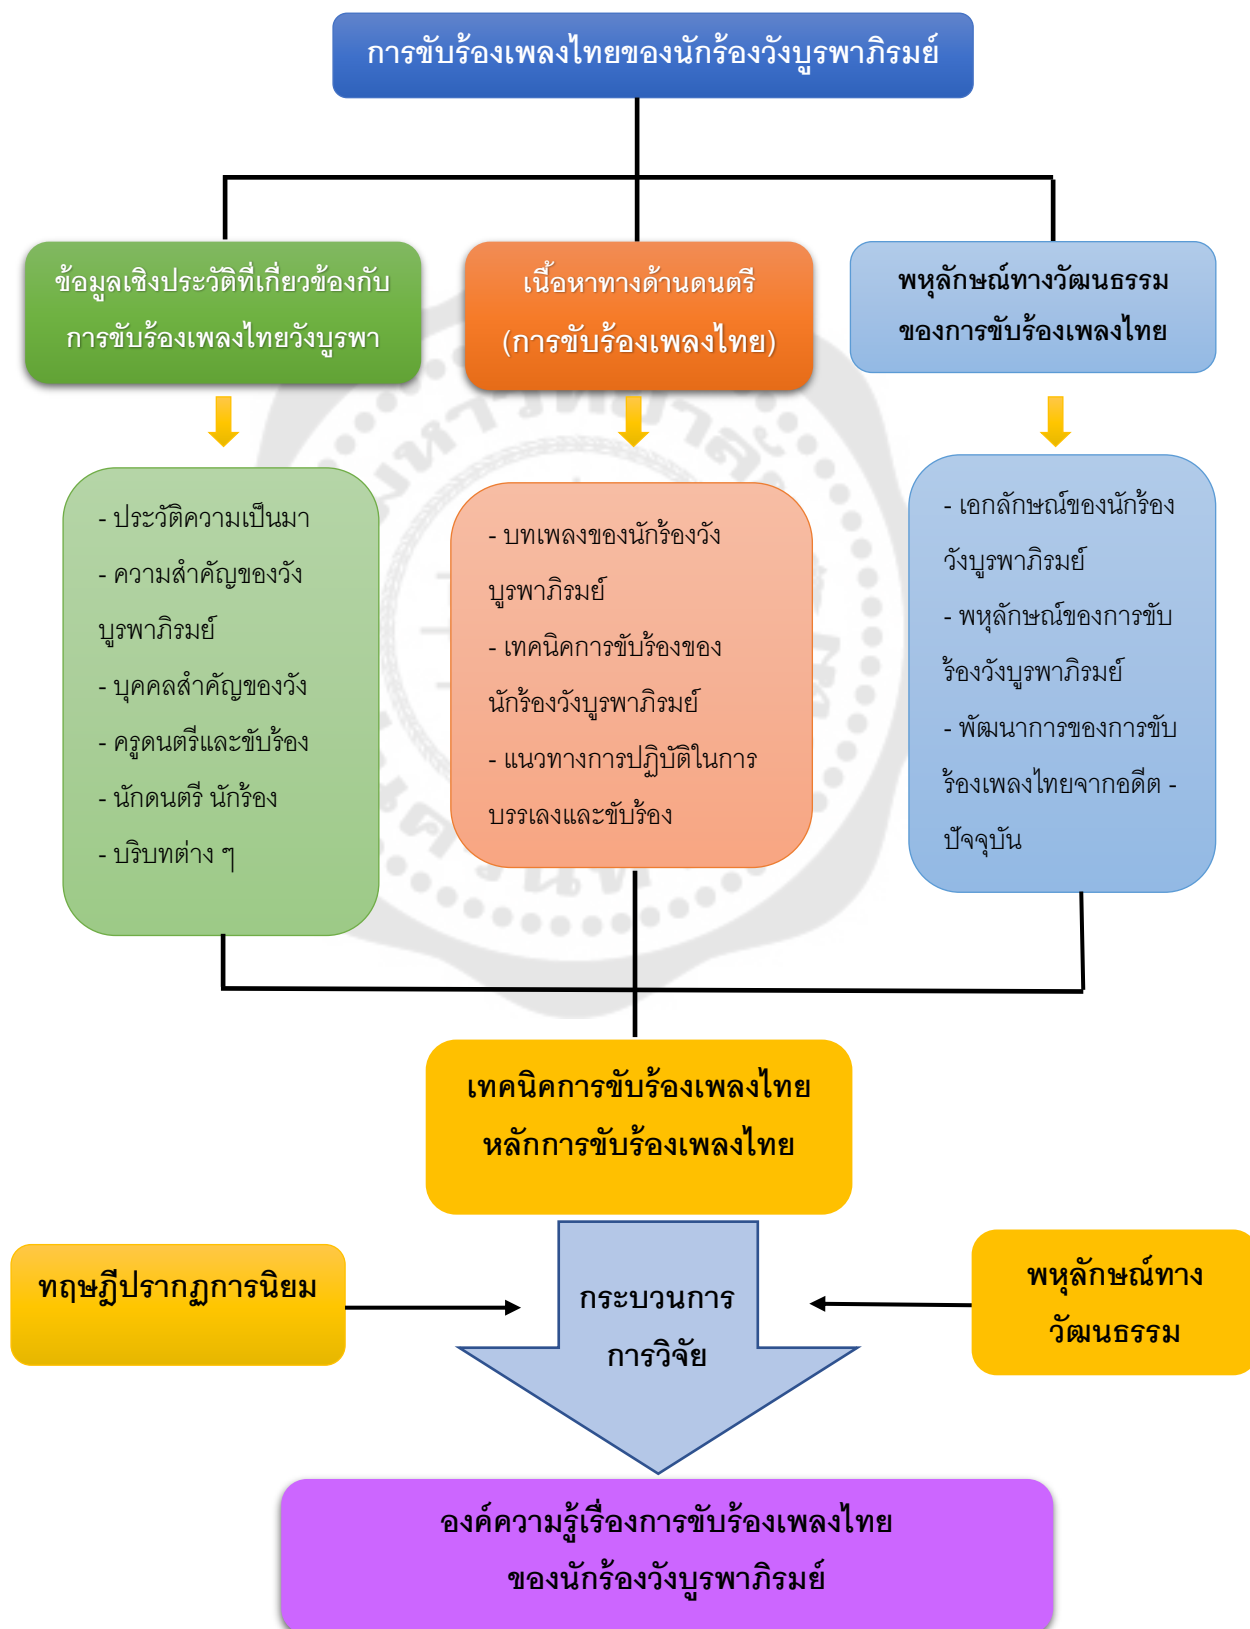 การขับร้องเพลงไทยของนักร้องวังบูรพาภิรมย์
ข้อมูลเชิงประวัติที่เกี่ยวข้องกับ
การขับร้องเพลงไทยวังบูรพา
เนื้อหาทางด้านดนตรี
(การขับร้องเพลงไทย)
พหุลักษณ์ทางวัฒนธรรม
ของการขับร้องเพลงไทย
- ประวัติความเป็นมา
- ความสำคัญของวัง
บูรพาภิรมย์
- บุคคลสำคัญของวัง
- ครูดนตรีและขับร้อง
- นักดนตรี นักร้อง
- บริบทต่าง ๆ
- บทเพลงของนักร้องวัง
บูรพาภิรมย์
- เทคนิคการขับร้องของ
นักร้องวังบูรพาภิรมย์
- แนวทางการปฏิบัติในการ
บรรเลงและขับร้อง
- เอกลักษณ์ของนักร้อง
วังบูรพาภิรมย์
- พหุลักษณ์ของการขับ
ร้องวังบูรพาภิรมย์
- พัฒนาการของการขับ
ร้องเพลงไทยจากอดีต -
ปัจจุบัน
เทคนิคการขับร้องเพลงไทย
หลักการขับร้องเพลงไทย
ทฤษฎีปรากฏการนิยม
กระบวนการ
การวิจัย
พหุลักษณ์ทาง
วัฒนธรรม
องค์ความรู้เรื่องการขับร้องเพลงไทย
ของนักร้องวังบูรพาภิรมย์